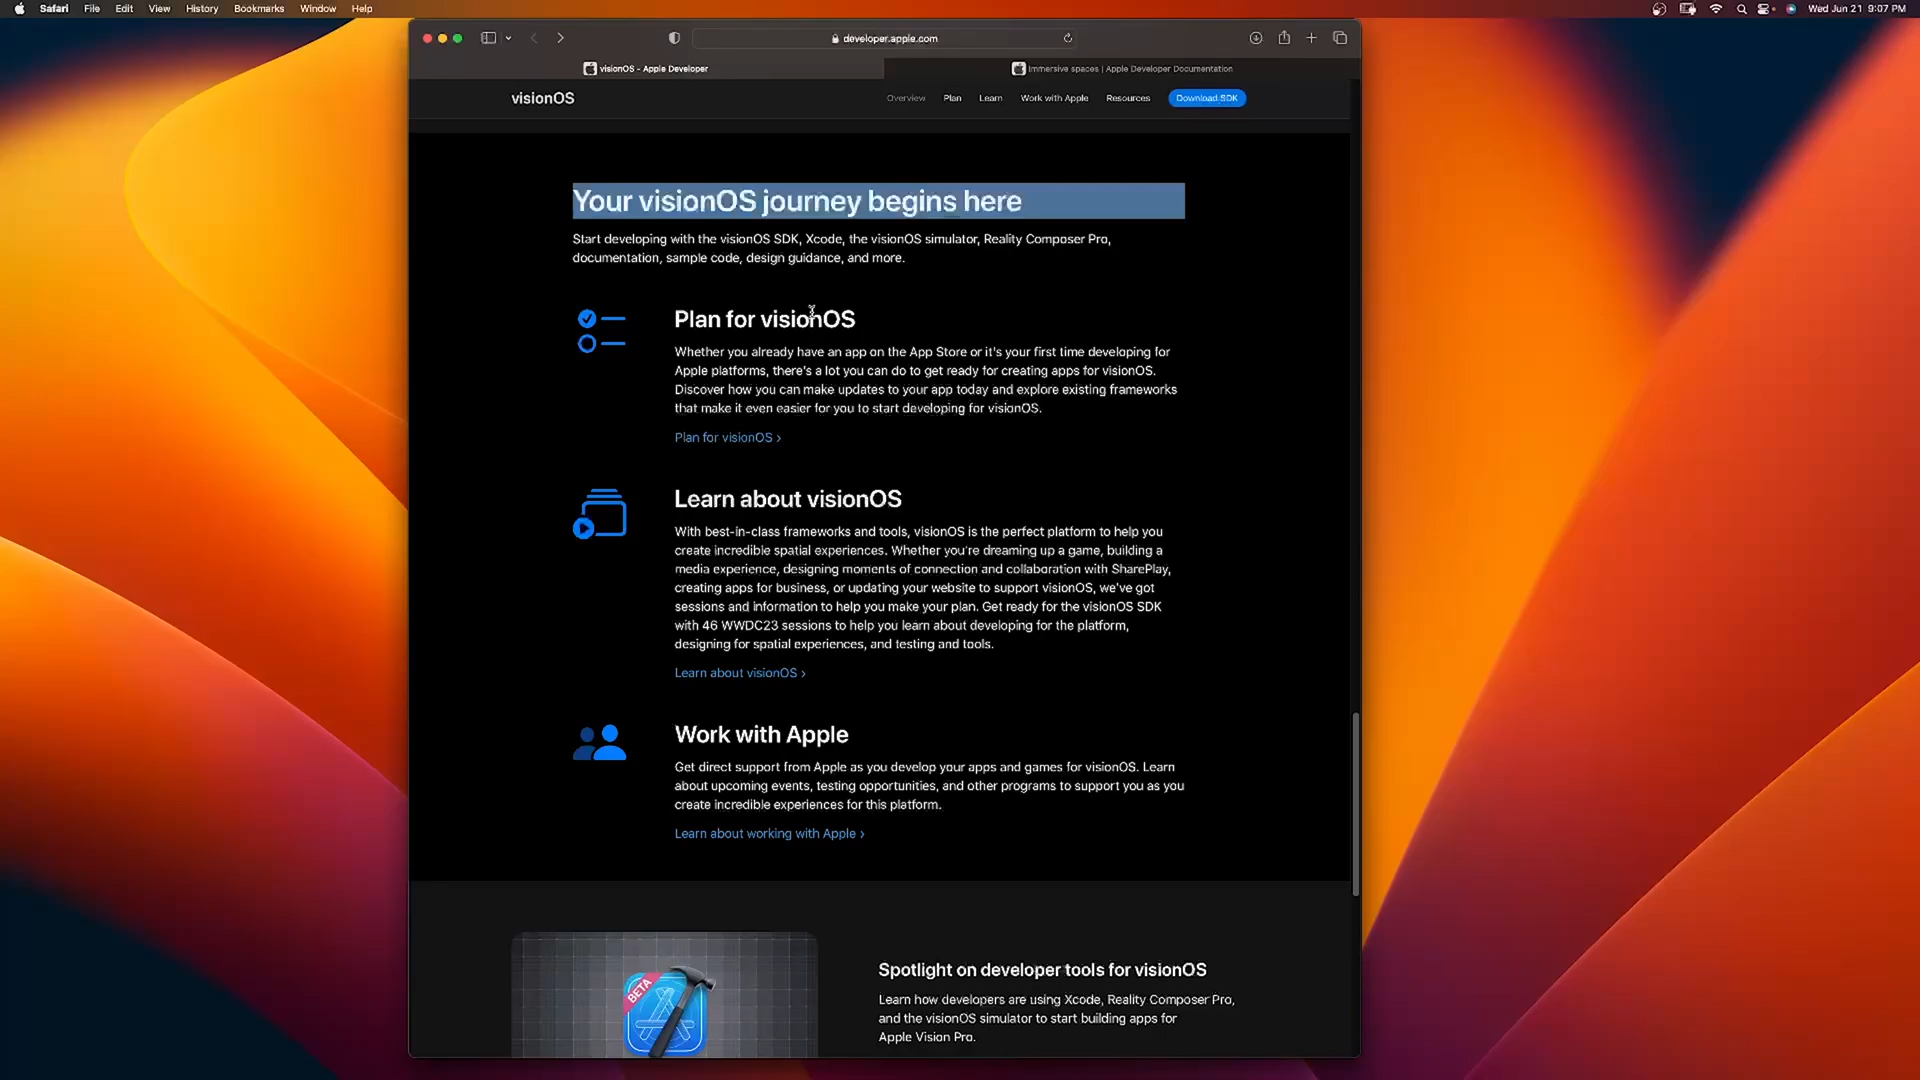 Safari File Edit View History Bookmarks Window Help Wed Jun 21 9:07 PM
developer.apple.com
visionOS - Apple Developer Immersive spaces | Apple Developer Documentation
visionOS Overview Plan Learn Work with Apple Resources Download SDK
Your visionOS journey begins here
Start developing with the visionOS SDK, Xcode, the visionOS simulator, Reality Composer Pro,
documentation, sample code, design guidance, and more.
Plan for visionOS
Whether you already have an app on the App Store or it's your first time developing for
Apple platforms, there's a lot you can do to get ready for creating apps for visionOS.
Discover how you can make updates to your app today and explore existing frameworks
that make it even easier for you to start developing for visionOS.
Plan for visionOS ›
Learn about visionOS
With best-in-class frameworks and tools, visionOS is the perfect platform to help you
create incredible spatial experiences. Whether you're dreaming up a game, building a
media experience, designing moments of connection and collaboration with SharePlay,
creating apps for business, or updating your website to support visionOS, we've got
sessions and information to help you make your plan. Get ready for the visionOS SDK
with 46 WWDC23 sessions to help you learn about developing for the platform,
designing for spatial experiences, and testing and tools.
Learn about visionOS ›
Work with Apple
Get direct support from Apple as you develop your apps and games for visionOS. Learn
about upcoming events, testing opportunities, and other programs to support you as you
create incredible experiences for this platform.
Learn about working with Apple ›
BETA
Spotlight on developer tools for visionOS
Learn how developers are using Xcode, Reality Composer Pro,
and the visionOS simulator to start building apps for
Apple Vision Pro.